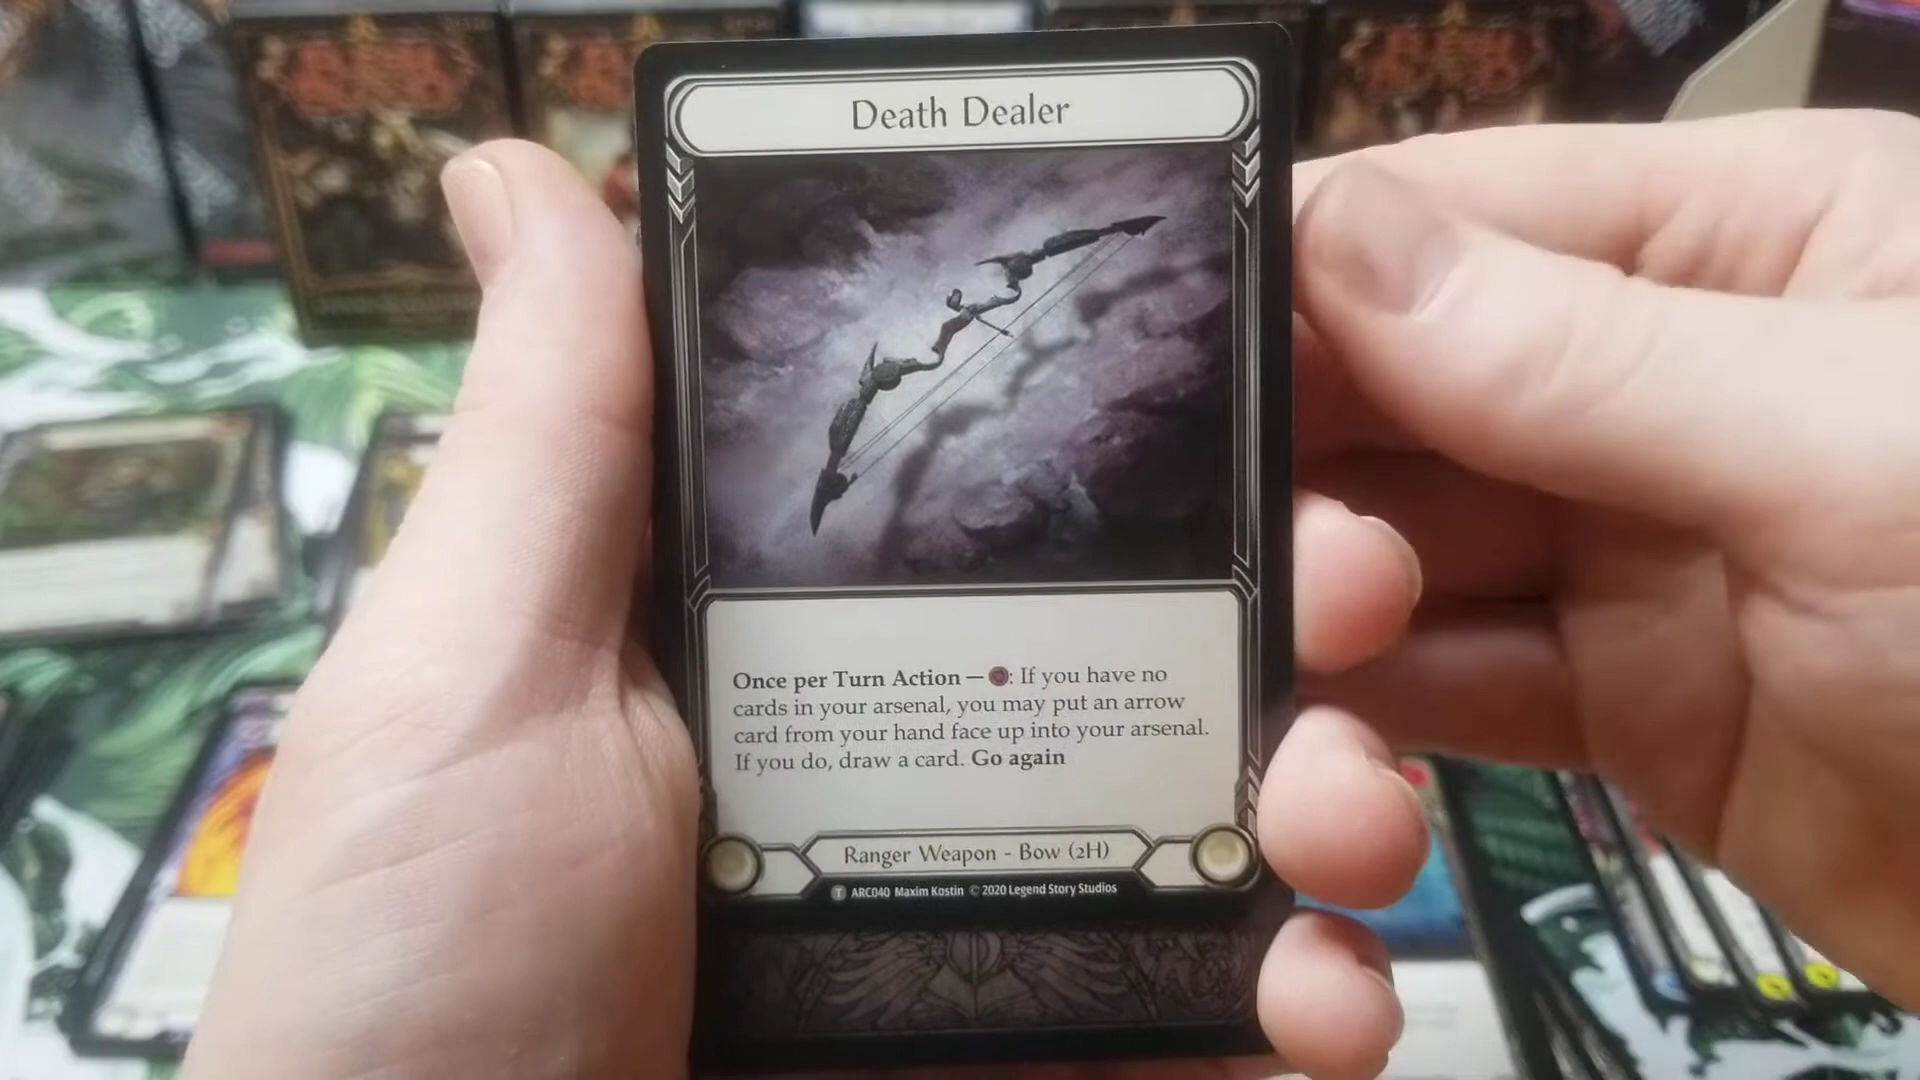 Death Dealer
Once per Turn Action — : If you have no
cards in your arsenal, you may put an arrow
card from your hand face up into your arsenal.
If you do, draw a card. Go again
Ranger Weapon - Bow (2H)
T ARC040 Maxim Kostin © 2020 Legend Story Studios